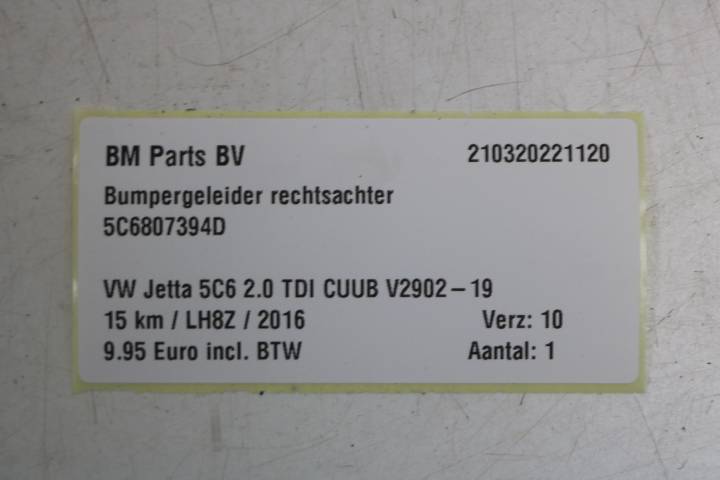 BM Parts BV 210320221120
Bumpergeleider rechtsachter
5C6807394D
VW Jetta 5C6 2.0 TDI CUUB V2902-19
15 km / LH8Z / 2016 Verz: 10
9.95 Euro incl. BTW Aantal: 1